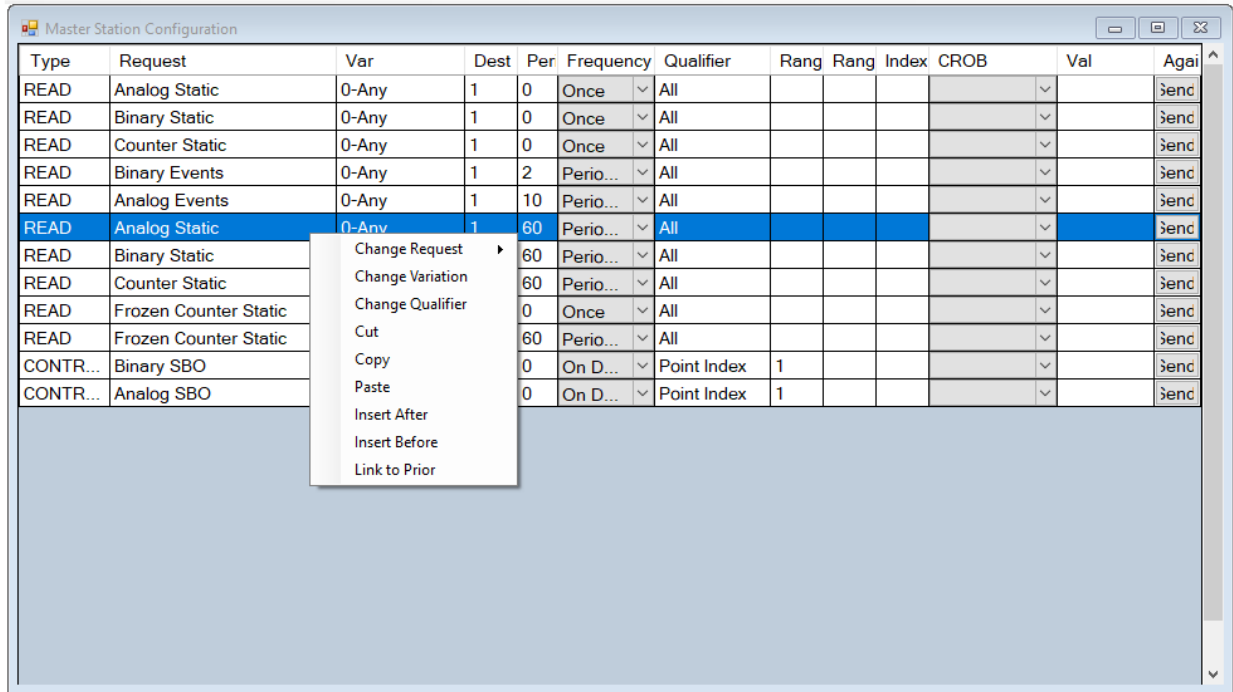 Master Station Configuration
Type Request Var Dest Per Frequency Qualifier Rang Rang Index CROB Val Agai
READ Analog Static 0-Any 1 0 Once All Send
READ Binary Static 0-Any 1 0 Once All Send
READ Counter Static 0-Any 1 0 Once All Send
READ Binary Events 0-Any 1 2 Perio... All Send
READ Analog Events 0-Any 1 10 Perio... All Send
READ Analog Static 0-Any 1 60 Perio... All Send
READ Binary Static 60 Perio... All Send
READ Counter Static 60 Perio... All Send
READ Frozen Counter Static 0 Once All Send
READ Frozen Counter Static 60 Perio... All Send
CONTR... Binary SBO 0 On D... Point Index 1 Send
CONTR... Analog SBO 0 On D... Point Index 1 Send
Change Request
Change Variation
Change Qualifier
Cut
Copy
Paste
Insert After
Insert Before
Link to Prior